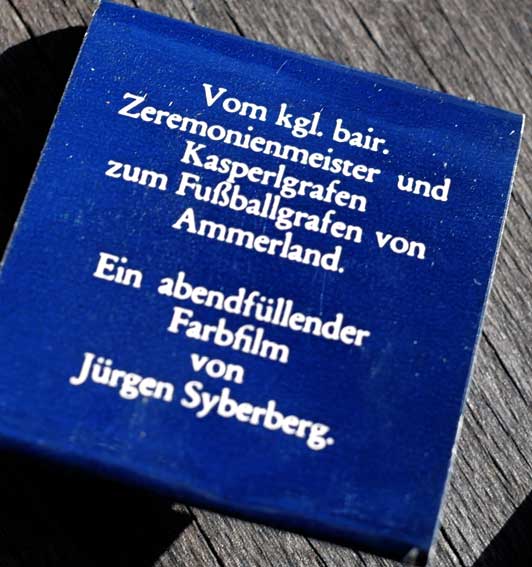 Vom kgl. bair.
Zeremonienmeister und
Kasperlgrafen
zum Fußballgrafen von
Ammerland.
Ein abendfüllender
Farbfilm
von
Jürgen Syberberg.